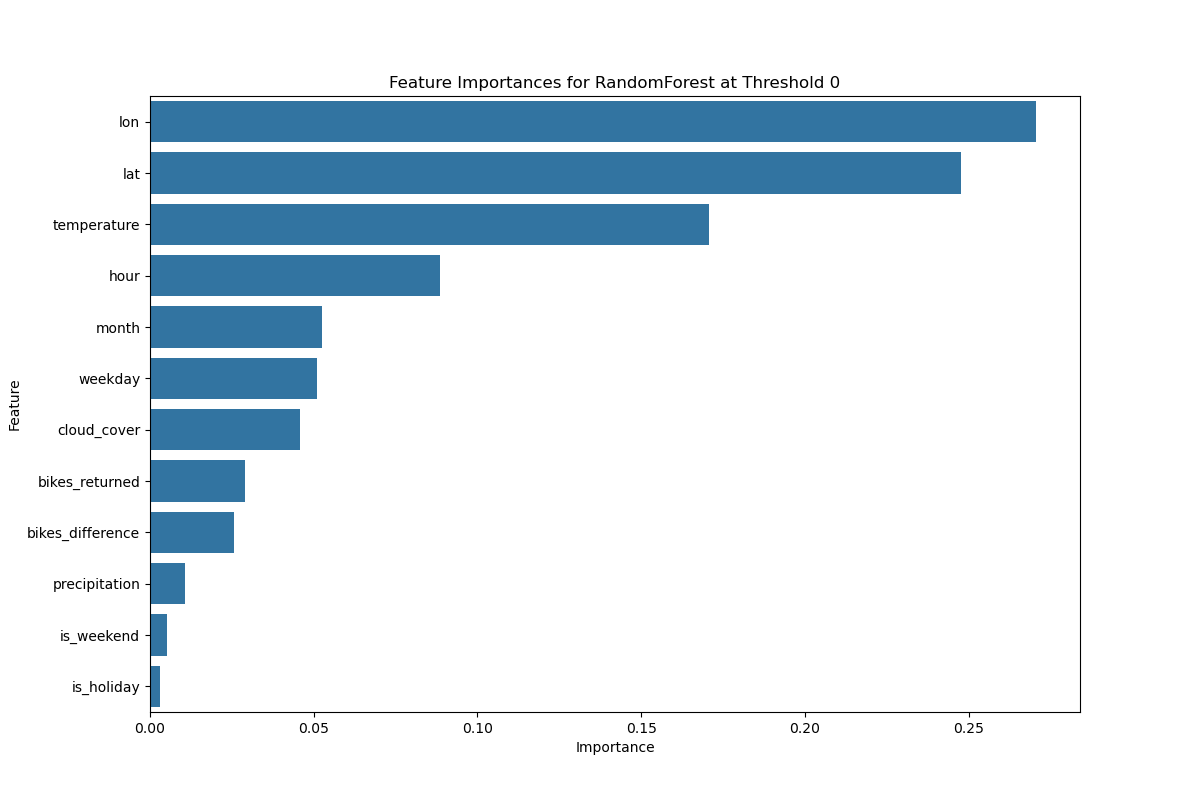 Feature Importances for RandomForest at Threshold 0
Feature
lon
lat
temperature
hour
month
weekday
cloud_cover
bikes_returned
bikes_difference
precipitation
is_weekend
is_holiday
0.00 0.05 0.10 0.15 0.20 0.25
Importance